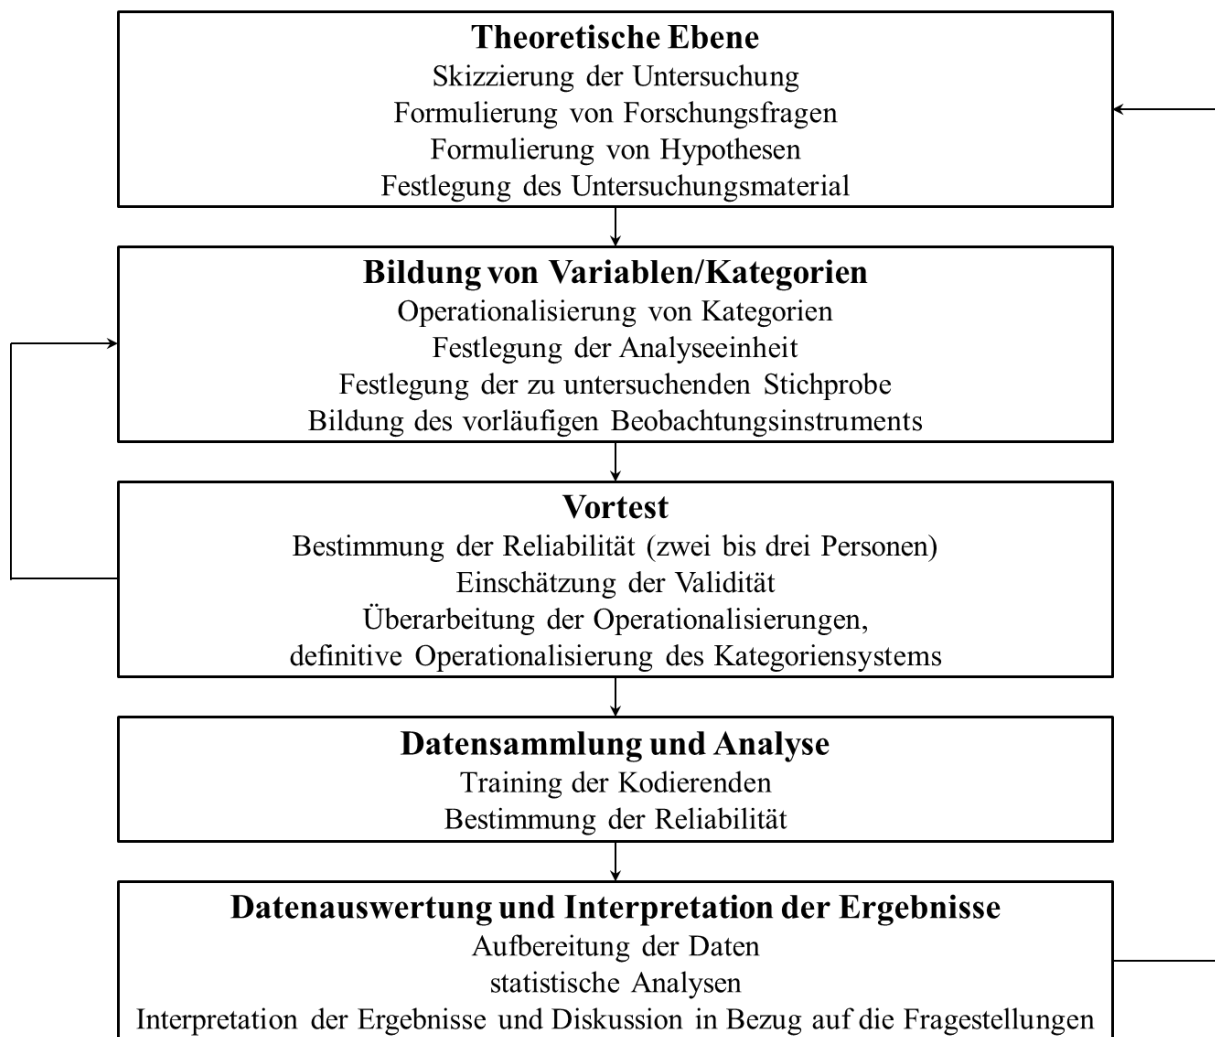 Theoretische Ebene
Skizzierung der Untersuchung
Formulierung von Forschungsfragen
Formulierung von Hypothesen
Festlegung des Untersuchungsmaterial
Bildung von Variablen/Kategorien
Operationalisierung von Kategorien
Festlegung der Analyseeinheit
Festlegung der zu untersuchenden Stichprobe
Bildung des vorläufigen Beobachtungsinstruments
Vortest
Bestimmung der Reliabilität (zwei bis drei Personen)
Einschätzung der Validität
Überarbeitung der Operationalisierungen,
definitive Operationalisierung des Kategoriensystems
Datensammlung und Analyse
Training der Kodierenden
Bestimmung der Reliabilität
Datenauswertung und Interpretation der Ergebnisse
Aufbereitung der Daten
statistische Analysen
Interpretation der Ergebnisse und Diskussion in Bezug auf die Fragestellungen